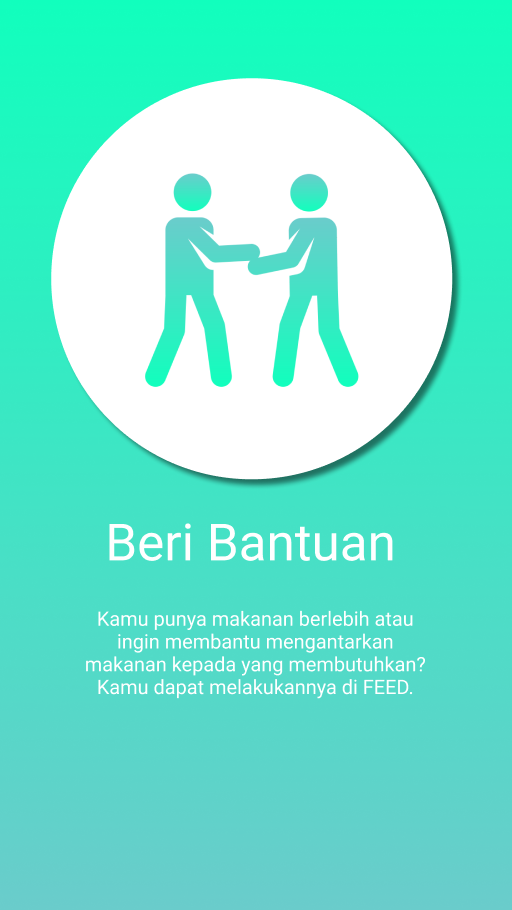 Beri Bantuan
Kamu punya makanan berlebih atau
ingin membantu mengantarkan
makanan kepada yang membutuhkan?
Kamu dapat melakukannya di FEED.